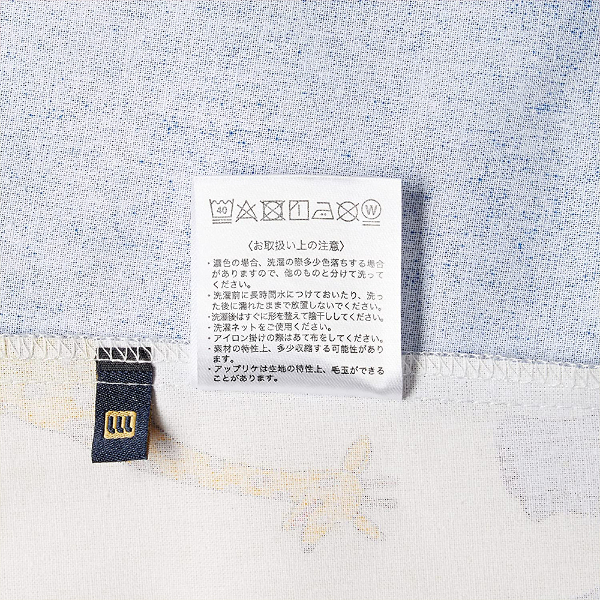 40
W
〈お取扱い上の注意〉
・濃色の場合、洗濯の際多少色落ちする場合
がありますので、他のものと分けて洗って
ください。
・洗濯前に長時間水につけておいたり、洗っ
た後に濡れたままで放置しないでください。
・洗濯後はすぐに形を整えて陰干ししてください。
・洗濯ネットをご使用ください。
・アイロン掛けの際はあて布をしてください。
・素材の特性上、多少収縮する可能性がありま
す。
・アップリケは生地の特性上、毛玉ができる
ことがあります。